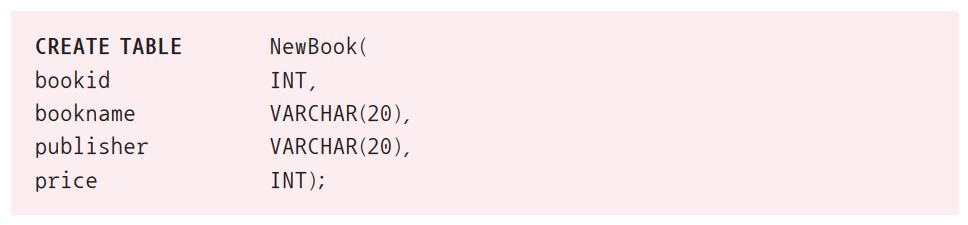 CREATE TABLE NewBook(
bookid INT,
bookname VARCHAR(20),
publisher VARCHAR(20),
price INT);